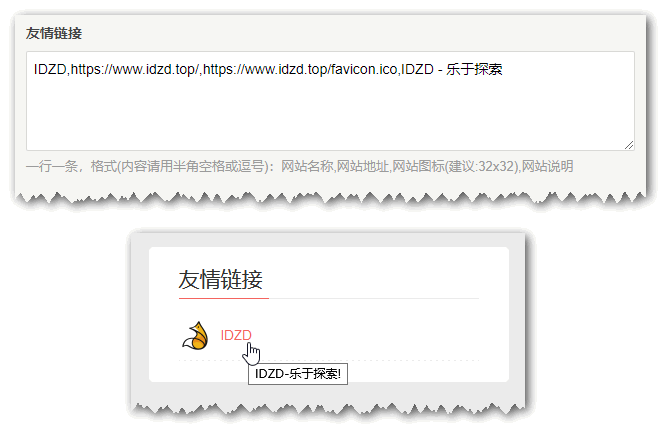 友情链接
IDZD,https://www.idzd.top/,https://www.idzd.top/favicon.ico,IDZD - 乐于探索
一行一条，格式(内容请用半角空格或逗号)：网站名称,网站地址,网站图标(建议:32x32),网站说明
友情链接
IDZD
IDZD-乐于探索!